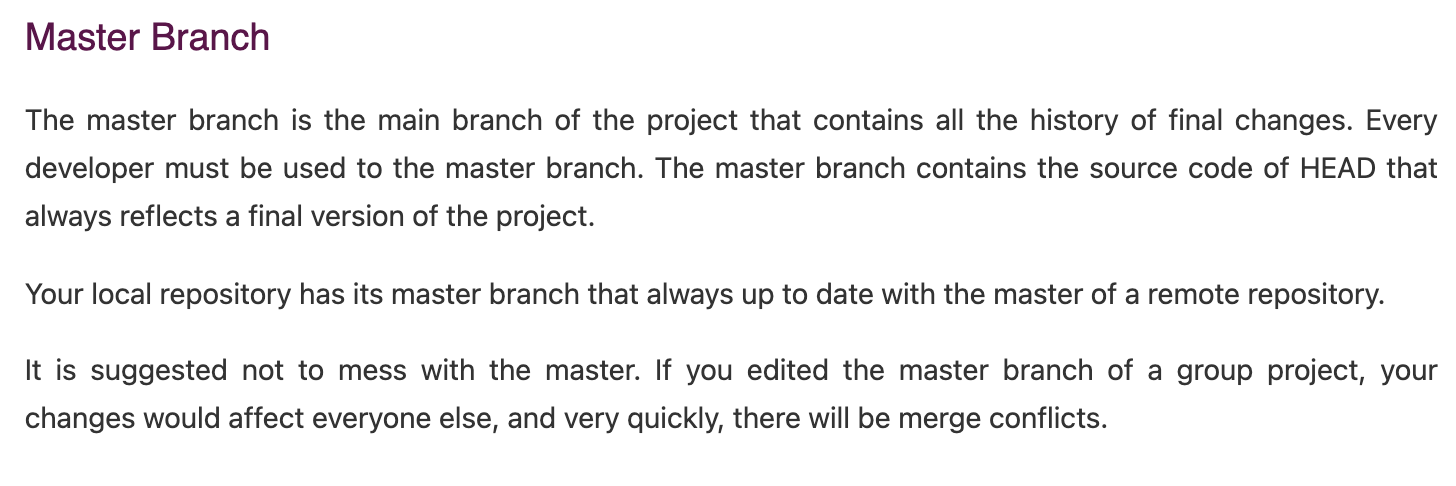 Master Branch
The master branch is the main branch of the project that contains all the history of final changes. Every
developer must be used to the master branch. The master branch contains the source code of HEAD that
always reflects a final version of the project.
Your local repository has its master branch that always up to date with the master of a remote repository.
It is suggested not to mess with the master. If you edited the master branch of a group project, your
changes would affect everyone else, and very quickly, there will be merge conflicts.